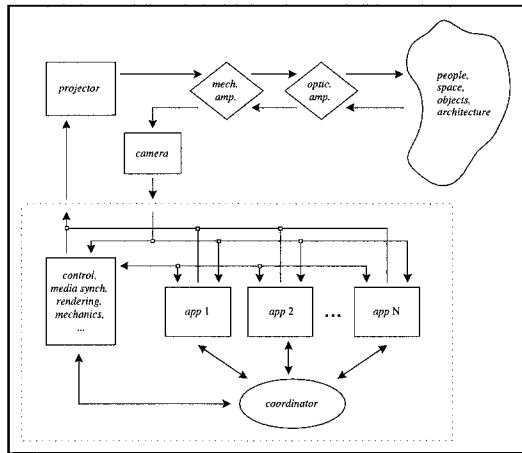 projector
mech.
amp.
optic.
amp.
people,
space,
objects,
architecture
camera
control,
media synch,
rendering,
mechanics,
...
app 1
app 2
...
app N
coordinator